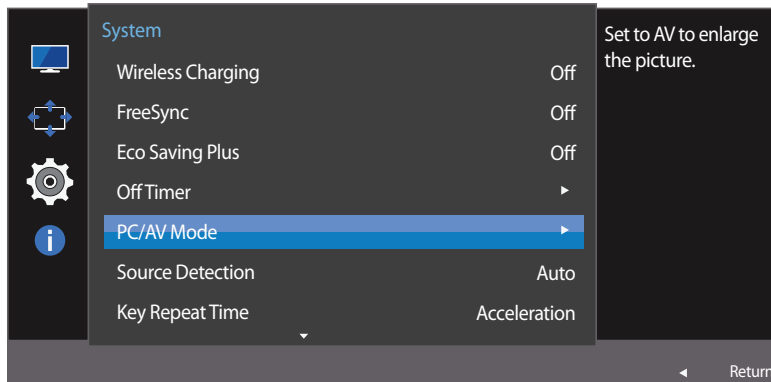 System
Wireless Charging Off
FreeSync Off
Eco Saving Plus Off
Off Timer
PC/AV Mode
Source Detection Auto
Key Repeat Time Acceleration
Set to AV to enlarge
the picture.
Return